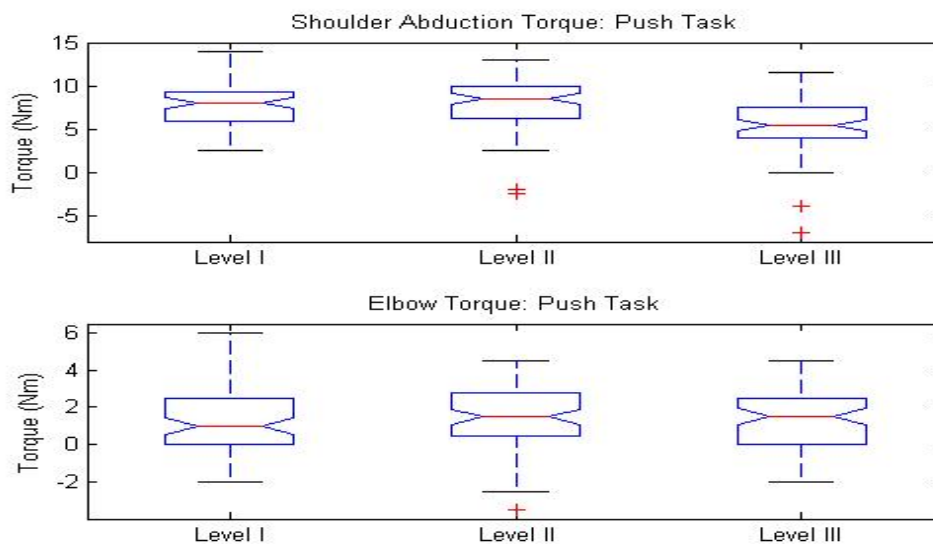 Shoulder Abduction Torque: Push Task
15
10
5
0
-5
Torque (Nm)
Level I Level II Level III
Elbow Torque: Push Task
6
4
2
0
-2
Torque (Nm)
Level I Level II Level III